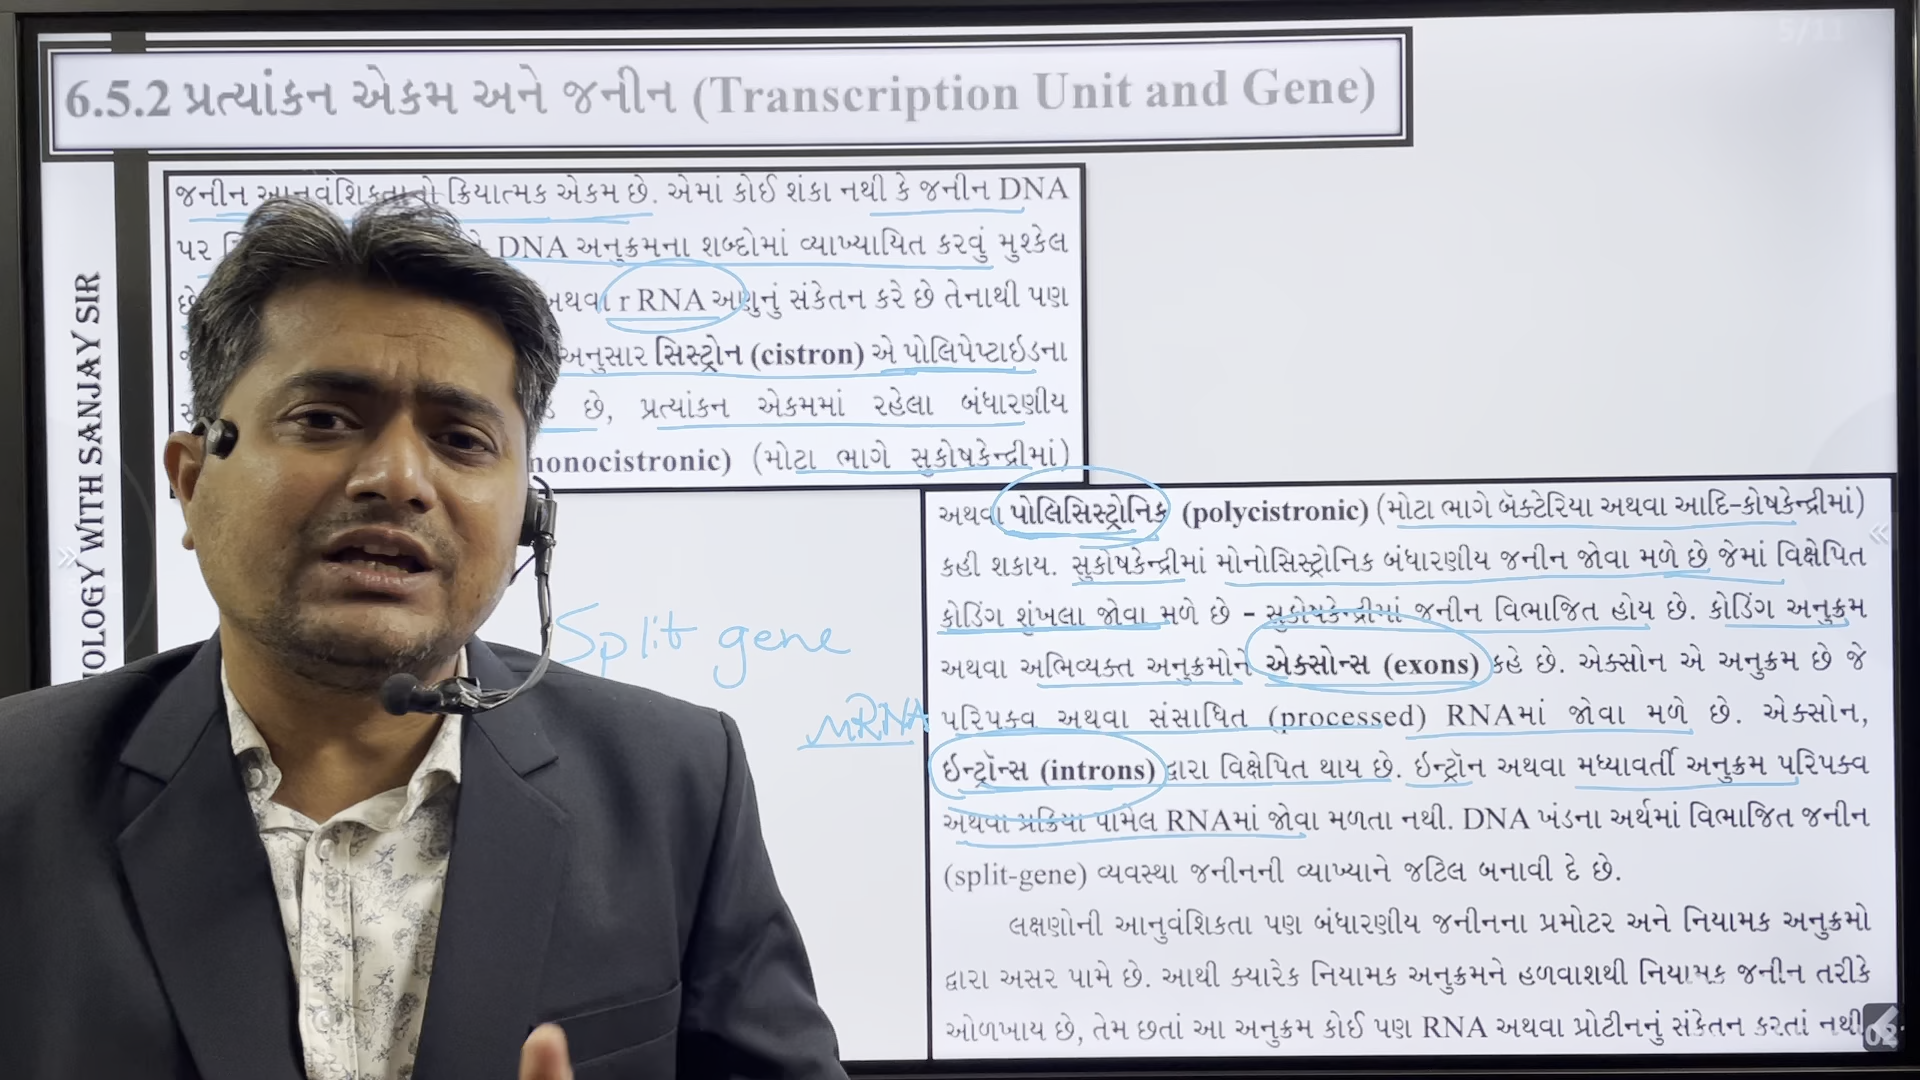 5/11
6.5.2 પ્રત્યાંકન એકમ અને જનીન (Transcription Unit and Gene)
જનીન આનુવંશિકતાનો ક્રિયાત્મક એકમ છે. એમાં કોઈ શંકા નથી કે જનીન DNA
પર DNA અનુક્રમના શબ્દોમાં વ્યાખ્યાયિત કરવું મુશ્કેલ
છે અથવા r RNA અણુનું સંકેતન કરે છે તેનાથી પણ
અનુસાર સિસ્ટ્રોન (cistron) એ પોલિપેપ્ટાઇડના
છે, પ્રત્યાંકન એકમમાં રહેલા બંધારણીય
monocistronic) (મોટા ભાગે સુકોષકેન્દ્રીમાં)
અથવા પોલિસિસ્ટ્રોનિક (polycistronic) (મોટા ભાગે બૅક્ટેરિયા અથવા આદિ-કોષકેન્દ્રીમાં)
કહી શકાય. સુકોષકેન્દ્રીમાં મોનોસિસ્ટ્રોનિક બંધારણીય જનીન જોવા મળે છે જેમાં વિક્ષેપિત
કોડિંગ શૃંખલા જોવા મળે છે – સુકોષકેન્દ્રીમાં જનીન વિભાજિત હોય છે. કોડિંગ અનુક્રમ
અથવા અભિવ્યક્ત અનુક્રમોને એક્સોન્સ (exons) કહે છે. એક્સોન એ અનુક્રમ છે જે
પરિપક્વ અથવા સંસાધિત (processed) RNAમાં જોવા મળે છે. એક્સોન,
ઇન્ટ્રૉન્સ (introns) દ્વારા વિક્ષેપિત થાય છે. ઇન્ટ્રૉન અથવા મધ્યાવર્તી અનુક્રમ પરિપક્વ
અથવા પ્રક્રિયા પામેલ RNAમાં જોવા મળતા નથી. DNA ખંડના અર્થમાં વિભાજિત જનીન
(split-gene) વ્યવસ્થા જનીનની વ્યાખ્યાને જટિલ બનાવી દે છે.
લક્ષણોની આનુવંશિકતા પણ બંધારણીય જનીનના પ્રમોટર અને નિયામક અનુક્રમો
દ્વારા અસર પામે છે. આથી ક્યારેક નિયામક અનુક્રમને હળવાશથી નિયામક જનીન તરીકે
ઓળખાય છે, તેમ છતાં આ અનુક્રમ કોઈ પણ RNA અથવા પ્રોટીનનું સંકેતન કરતાં નથી.
Split gene
mRNA
OLOGY WITH SANJAY SIR
02